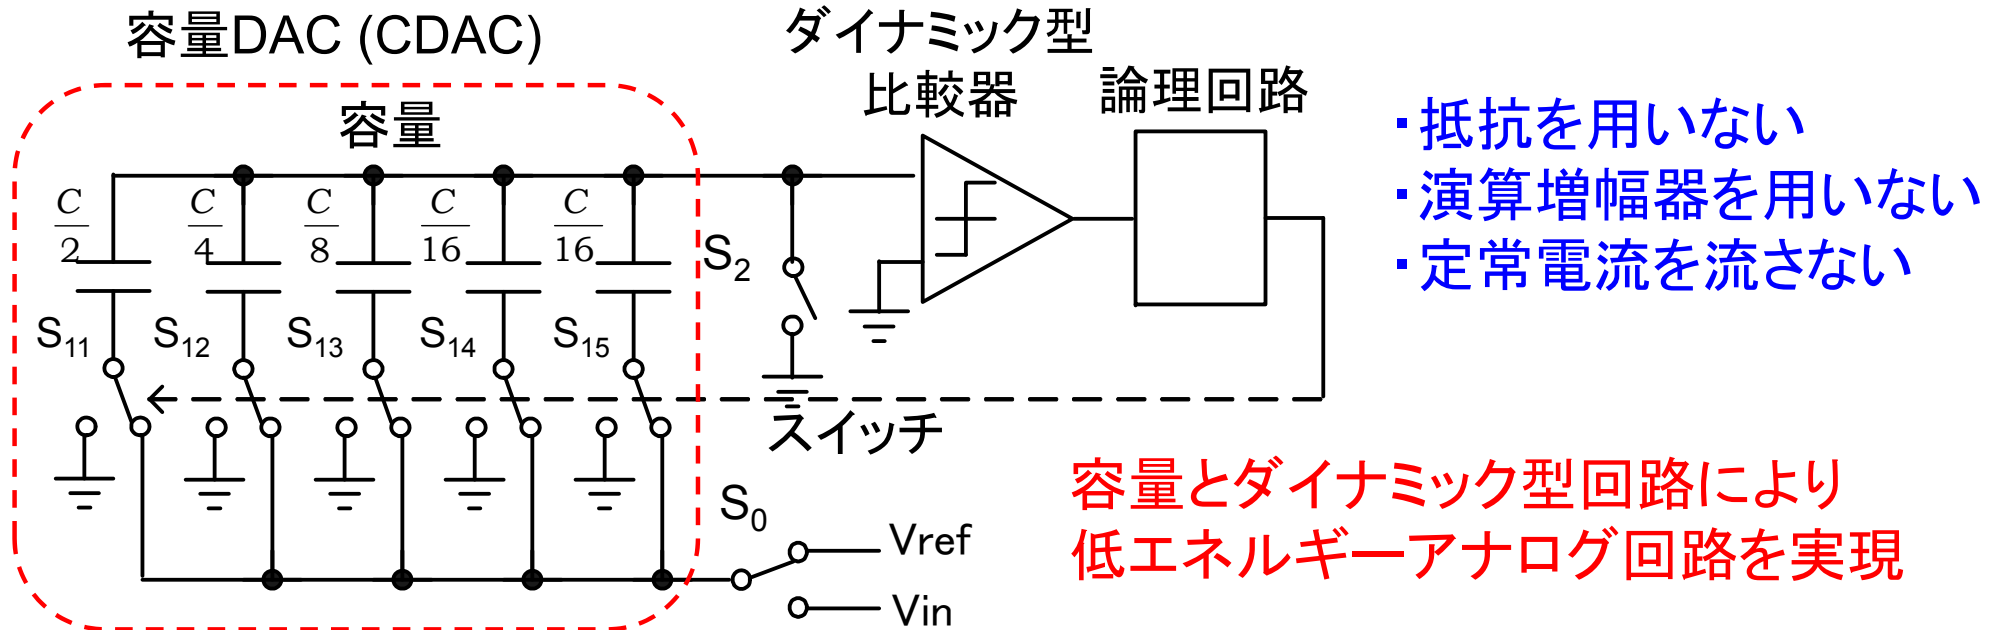 容量DAC (CDAC)
ダイナミック型
比較器
論理回路
容量
C/2
C/4
C/8
C/16
C/16
S2
S11
S12
S13
S14
S15
スイッチ
S0
Vref
Vin
・抵抗を用いない
・演算増幅器を用いない
・定常電流を流さない
容量とダイナミック型回路により
低エネルギーアナログ回路を実現